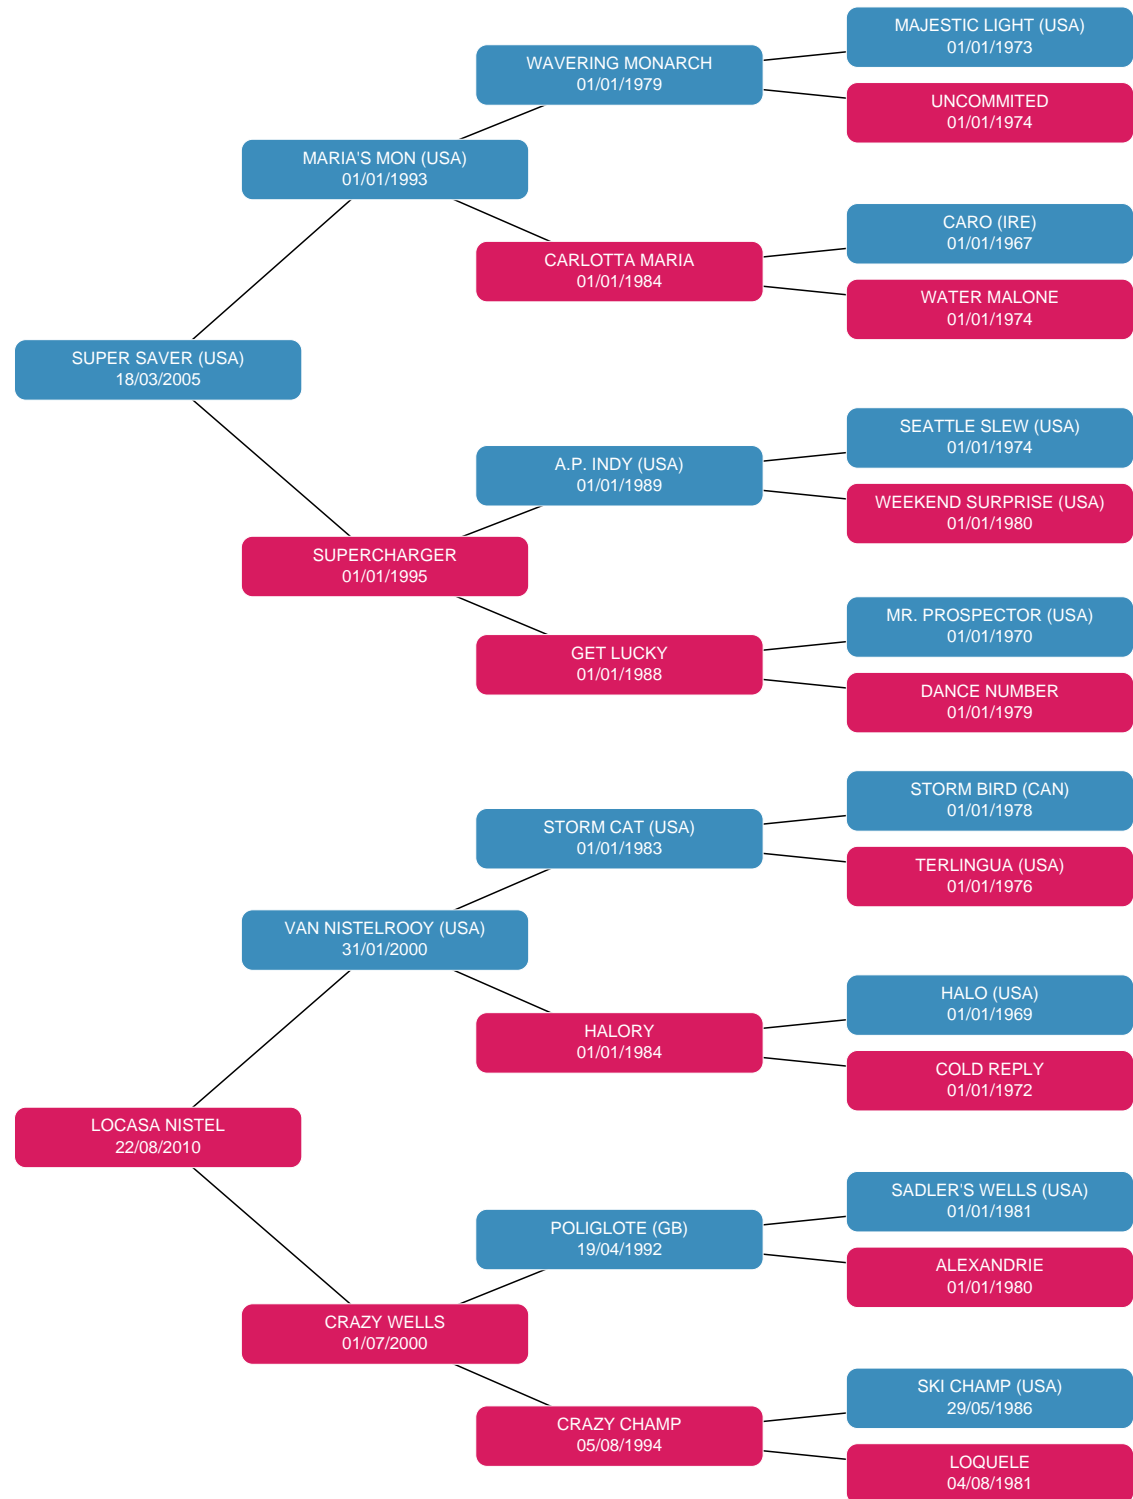 MAJESTIC LIGHT (USA)
01/01/1973
WAVERING MONARCH
01/01/1979
UNCOMMITED
01/01/1974
MARIA'S MON (USA)
01/01/1993
CARO (IRE)
01/01/1967
CARLOTTA MARIA
01/01/1984
WATER MALONE
01/01/1974
SUPER SAVER (USA)
18/03/2005
SEATTLE SLEW (USA)
01/01/1974
A.P. INDY (USA)
01/01/1989
WEEKEND SURPRISE (USA)
01/01/1980
SUPERCHARGER
01/01/1995
MR. PROSPECTOR (USA)
01/01/1970
GET LUCKY
01/01/1988
DANCE NUMBER
01/01/1979
STORM BIRD (CAN)
01/01/1978
STORM CAT (USA)
01/01/1983
TERLINGUA (USA)
01/01/1976
VAN NISTELROOY (USA)
31/01/2000
HALO (USA)
01/01/1969
HALORY
01/01/1984
COLD REPLY
01/01/1972
LOCASA NISTEL
22/08/2010
SADLER'S WELLS (USA)
01/01/1981
POLIGLOTE (GB)
19/04/1992
ALEXANDRIE
01/01/1980
CRAZY WELLS
01/07/2000
SKI CHAMP (USA)
29/05/1986
CRAZY CHAMP
05/08/1994
LOQUELE
04/08/1981